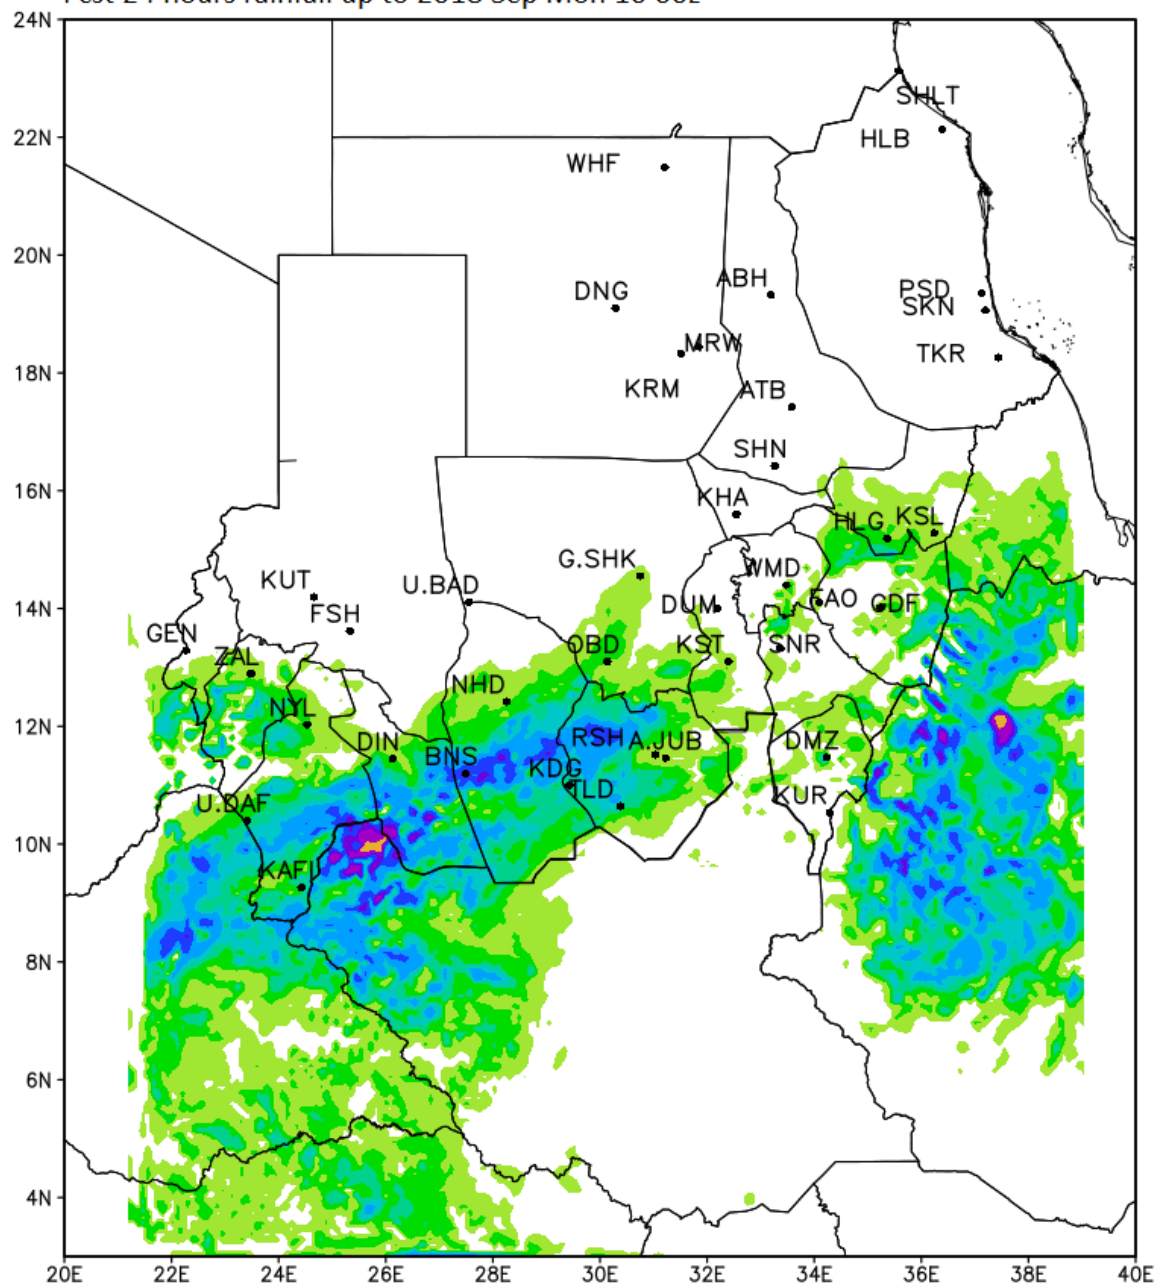 24N
SHLT
22N
HLB
WHF
20N
DNG
ABH
PSD
SKN
18N
MRW
TKR
KRM
ATB
SHN
16N
KHA
HLG
KSL
G.SHK
WMD
KUT
U.BAD
14N
FSH
DUM
FAO
GDF
GEN
ZAL
OBD
KST
SNR
NHD
12N
NYL
DIN
BNS
RSH
A.JUB
DMZ
KDG
TLD
KUR
U.DAF
10N
KAFI
8N
6N
4N
20E 22E 24E 26E 28E 30E 32E 34E 36E 38E 40E